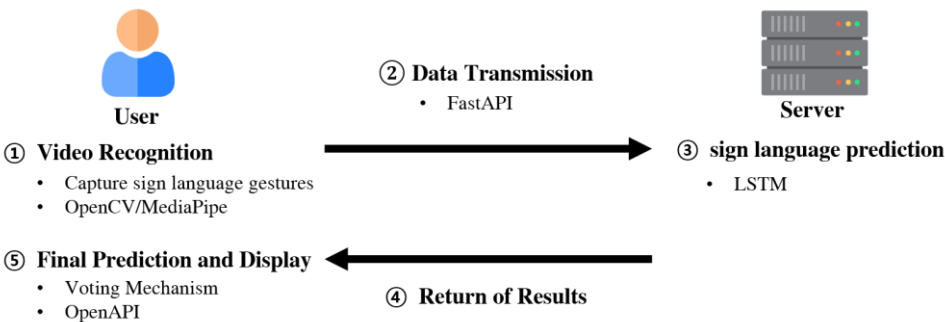 User
① Video Recognition
• Capture sign language gestures
• OpenCV/MediaPipe
② Data Transmission
• FastAPI
Server
③ sign language prediction
• LSTM
④ Return of Results
⑤ Final Prediction and Display
• Voting Mechanism
• OpenAPI